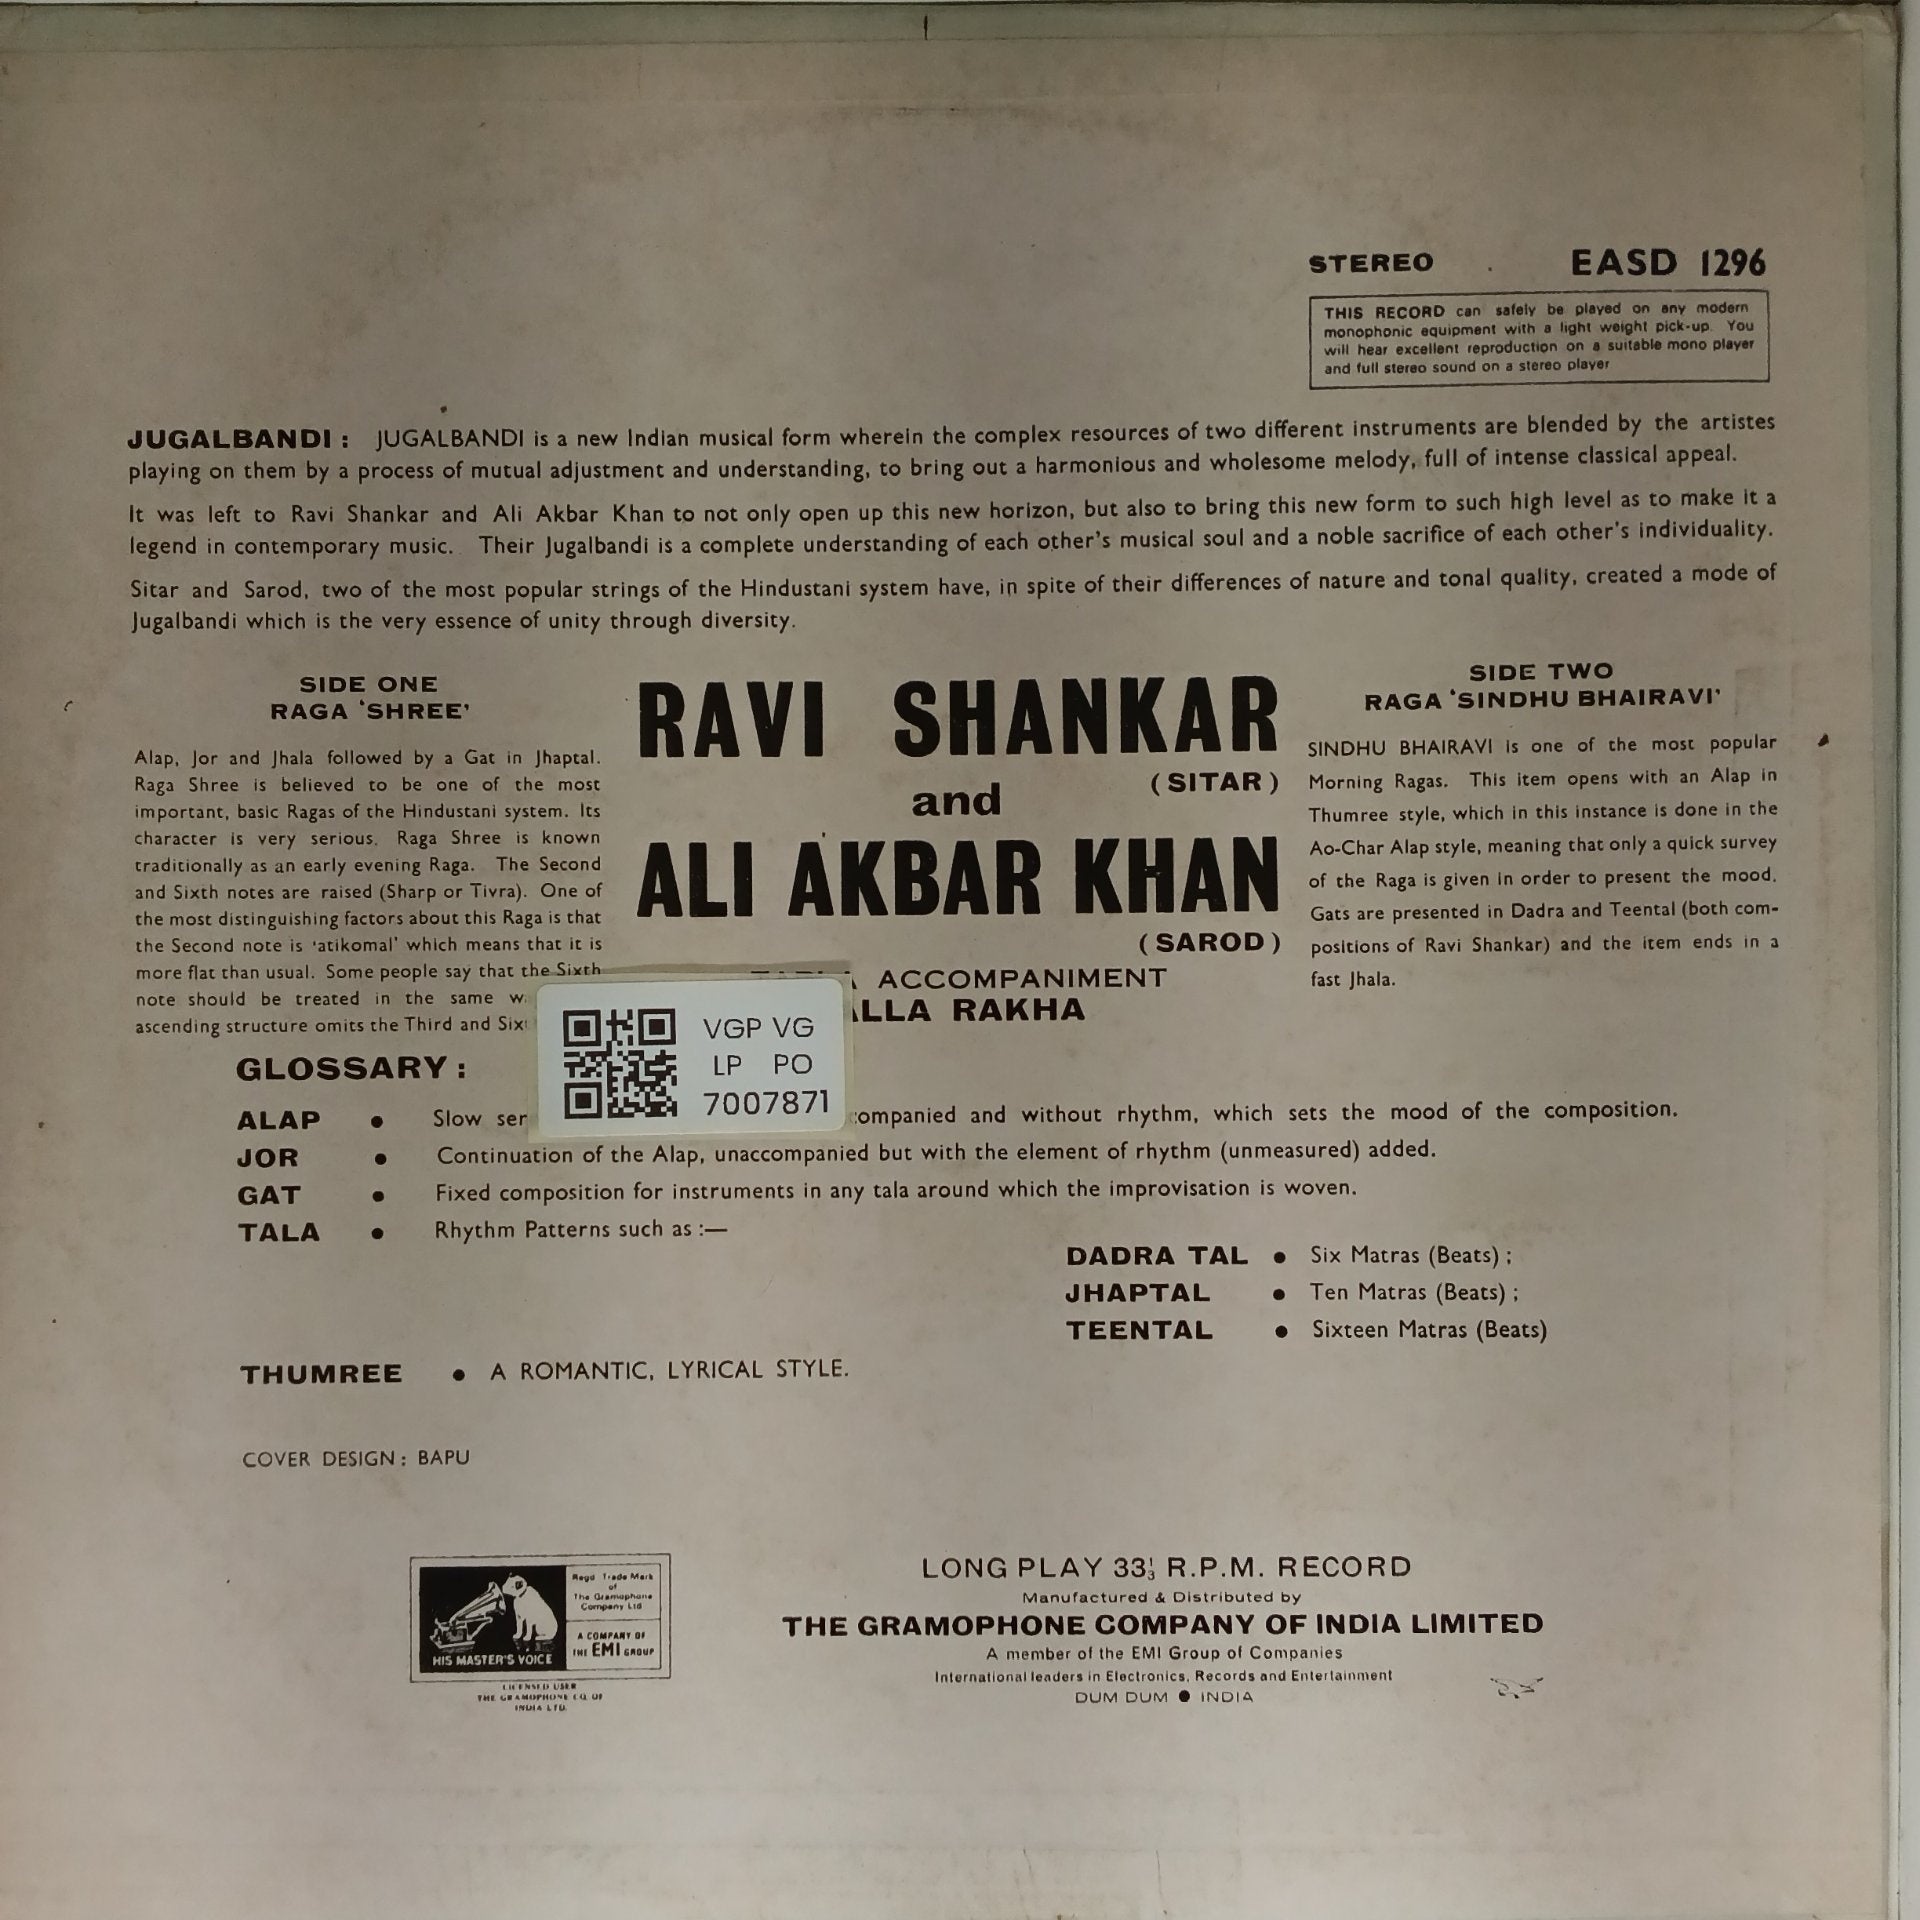 STEREO . EASD 1296
THIS RECORD can safely be played on any modern
monophonic equipment with a light weight pick-up. You
will hear excellent reproduction on a suitable mono player
and full stereo sound on a stereo player
JUGALBANDI : JUGALBANDI is a new Indian musical form wherein the complex resources of two different instruments are blended by the artistes
playing on them by a process of mutual adjustment and understanding, to bring out a harmonious and wholesome melody, full of intense classical appeal.
It was left to Ravi Shankar and Ali Akbar Khan to not only open up this new horizon, but also to bring this new form to such high level as to make it a
legend in contemporary music. Their Jugalbandi is a complete understanding of each other's musical soul and a noble sacrifice of each other's individuality.
Sitar and Sarod, two of the most popular strings of the Hindustani system have, in spite of their differences of nature and tonal quality, created a mode of
Jugalbandi which is the very essence of unity through diversity.
SIDE ONE
RAGA 'SHREE'
Alap, Jor and Jhala followed by a Gat in Jhaptal.
Raga Shree is believed to be one of the most
important, basic Ragas of the Hindustani system. Its
character is very serious. Raga Shree is known
traditionally as an early evening Raga. The Second
and Sixth notes are raised (Sharp or Tivra). One of
the most distinguishing factors about this Raga is that
the Second note is 'atikomal' which means that it is
more flat than usual. Some people say that the Sixth
note should be treated in the same
ascending structure omits the Third and
RAVI SHANKAR
(SITAR)
and
ALI AKBAR KHAN
(SAROD)
ACCOMPANIMENT
RAKHA
SIDE TWO
RAGA 'SINDHU BHAIRAVI'
SINDHU BHAIRAVI is one of the most popular
Morning Ragas. This item opens with an Alap in
Thumree style, which in this instance is done in the
Ao-Char Alap style, meaning that only a quick survey
of the Raga is given in order to present the mood.
Gats are presented in Dadra and Teental (both com-
positions of Ravi Shankar) and the item ends in a
fast Jhala.
VGP VG
LP PO
7007871
GLOSSARY :
ALAP • Slow and without rhythm, which sets the mood of the composition.
JOR • Continuation of the Alap, unaccompanied but with the element of rhythm (unmeasured) added.
GAT • Fixed composition for instruments in any tala around which the improvisation is woven.
TALA • Rhythm Patterns such as :—
DADRA TAL • Six Matras (Beats) ;
JHAPTAL • Ten Matras (Beats) ;
TEENTAL • Sixteen Matras (Beats)
THUMREE • A ROMANTIC, LYRICAL STYLE.
COVER DESIGN : BAPU
HIS MASTER'S VOICE
Regd Trade Mark
of
The Gramophone
Company Ltd
A COMPANY OF
THE EMI GROUP
LICENSED USER
THE GRAMOPHONE CO. OF
INDIA LTD.
LONG PLAY 33⅓ R.P.M. RECORD
Manufactured & Distributed by
THE GRAMOPHONE COMPANY OF INDIA LIMITED
A member of the EMI Group of Companies
International leaders in Electronics, Records and Entertainment
DUM DUM ● INDIA